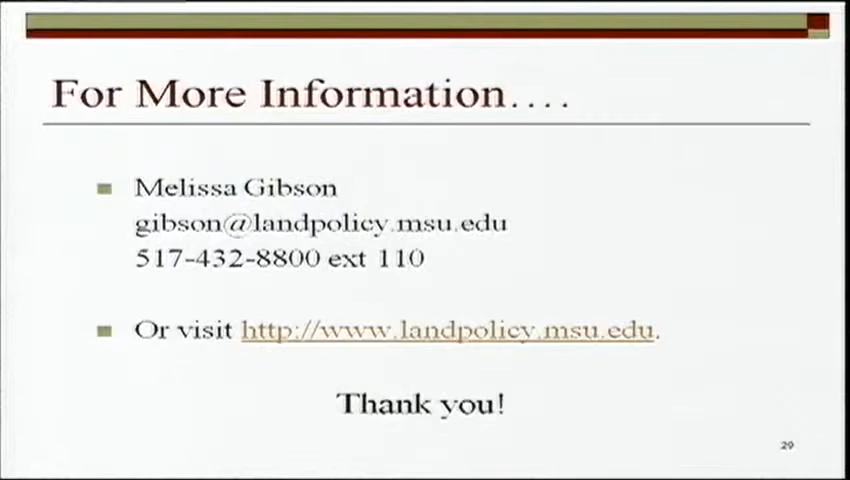 For More Information....
Melissa Gibson
gibson@landpolicy.msu.edu
517-432-8800 ext 110
Or visit http://www.landpolicy.msu.edu.
Thank you!
29